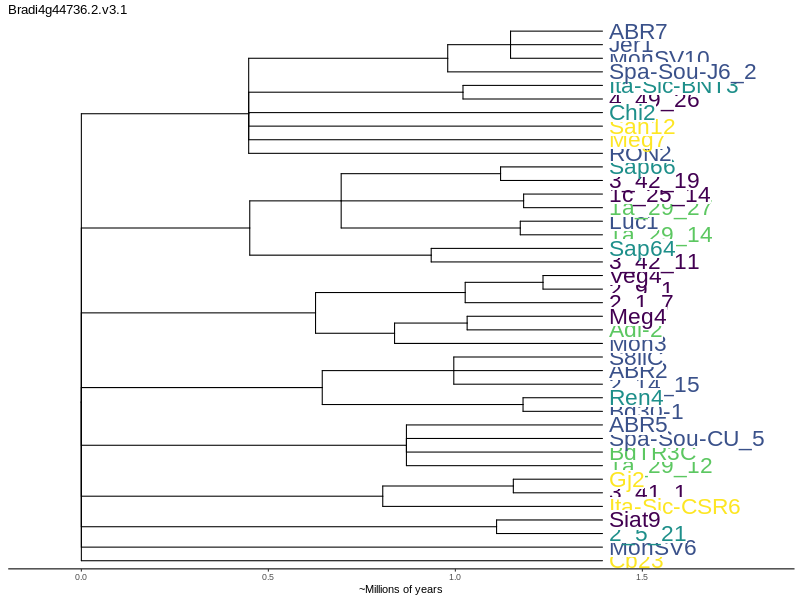 Bradi4g44736.2.v3.1
ABR7
Jer1
MonSV10
Spa-Sou-J6_2
Ita-Sic-BNT3
4_49_26
Chi2
San12
Meg7
RON2
Sap66
3_42_19
1c_25_14
1a_29_27
Luc1
1a_29_14
Sap64
3_42_11
Veg4
2_9_1
2_1_7
Meg4
Adi-2
Mon3
S8iiC
ABR2
2_14_15
Ren4
Bd30-1
ABR5
Spa-Sou-CU_5
BdTR3C
1a_29_12
Gj2
3_41_1
Ita-Sic-CSR6
Siat9
2_5_21
MonSV6
Cb23
0.0 0.5 1.0 1.5
~Millions of years